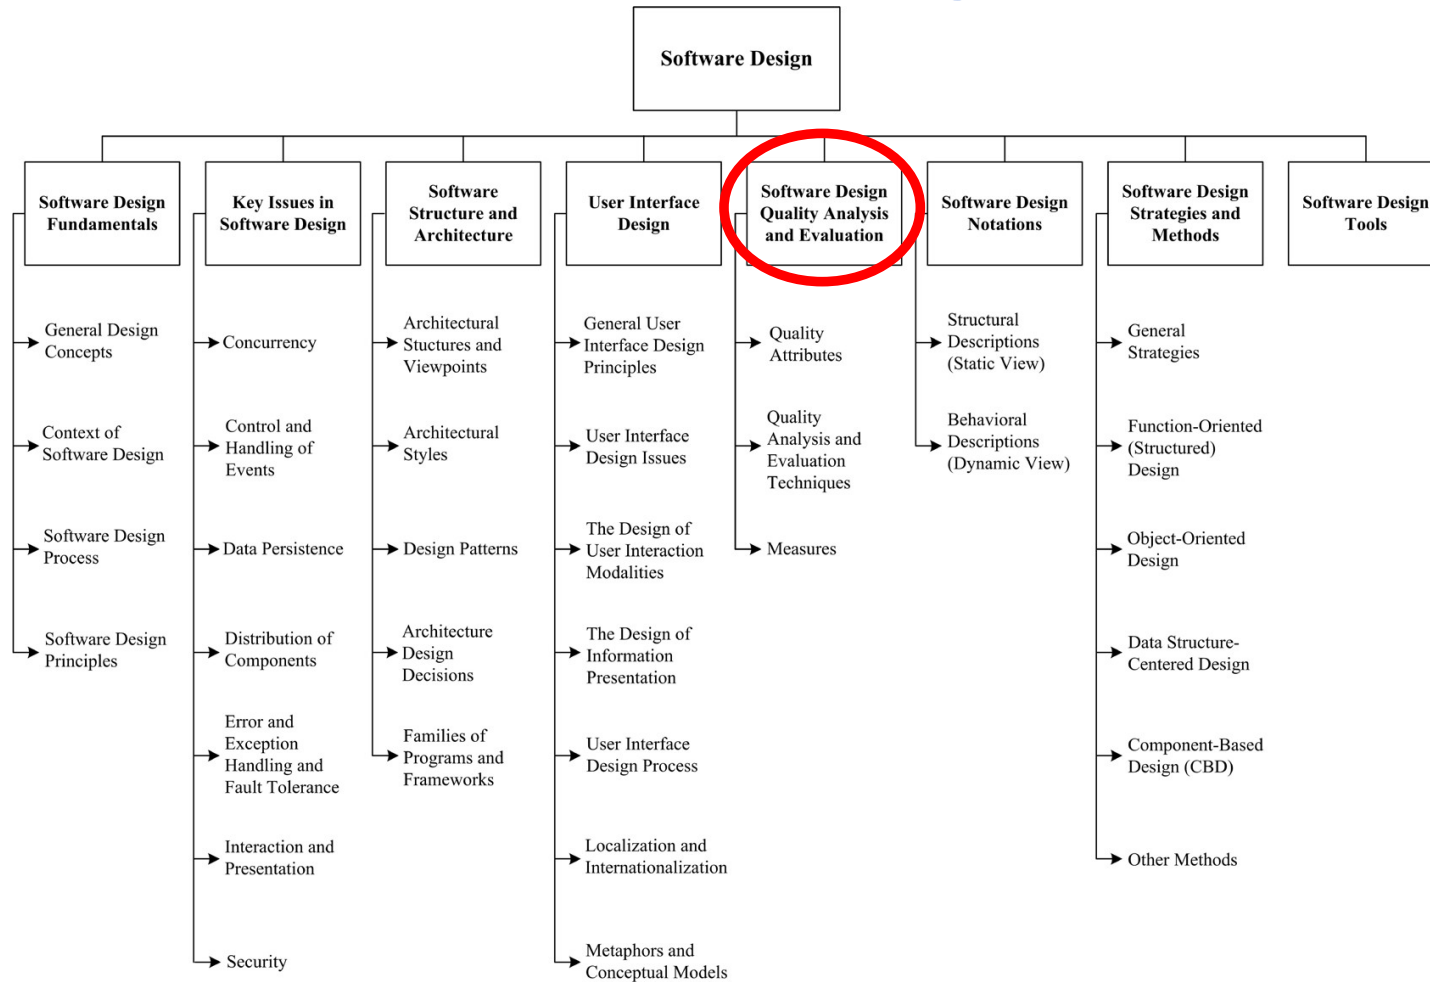 Software Design
Software Design
Fundamentals
General Design
Concepts
Context of
Software Design
Software Design
Process
Software Design
Principles
Key Issues in
Software Design
Concurrency
Control and
Handling of
Events
Data Persistence
Distribution of
Components
Error and
Exception
Handling and
Fault Tolerance
Interaction and
Presentation
Security
Software
Structure and
Architecture
Architectural
Stuctures and
Viewpoints
Architectural
Styles
Design Patterns
Architecture
Design
Decisions
Families of
Programs and
Frameworks
User Interface
Design
General User
Interface Design
Principles
User Interface
Design Issues
The Design of
User Interaction
Modalities
The Design of
Information
Presentation
User Interface
Design Process
Localization and
Internationalization
Metaphors and
Conceptual Models
Software Design
Quality Analysis
and Evaluation
Quality
Attributes
Quality
Analysis and
Evaluation
Techniques
Measures
Software Design
Notations
Structural
Descriptions
(Static View)
Behavioral
Descriptions
(Dynamic View)
Software Design
Strategies and
Methods
General
Strategies
Function-Oriented
(Structured)
Design
Object-Oriented
Design
Data Structure-
Centered Design
Component-Based
Design (CBD)
Other Methods
Software Design
Tools